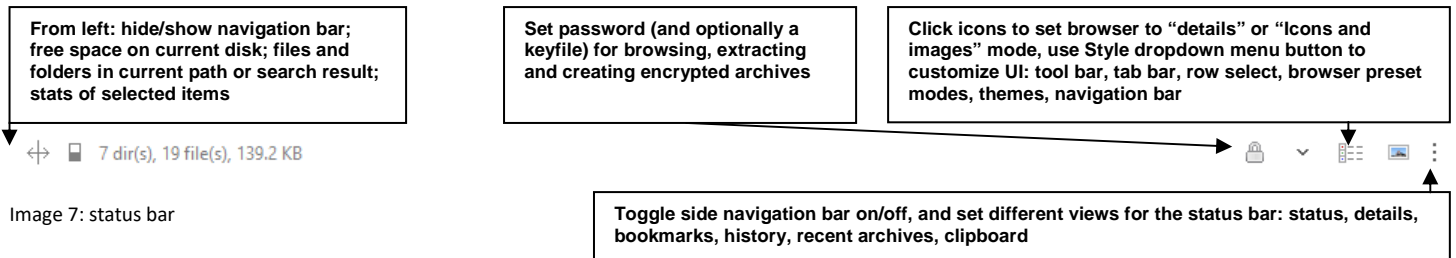 From left: hide/show navigation bar;
free space on current disk; files and
folders in current path or search result;
stats of selected items
Set password (and optionally a
keyfile) for browsing, extracting
and creating encrypted archives
Click icons to set browser to “details” or “Icons and
images” mode, use Style dropdown menu button to
customize UI: tool bar, tab bar, row select, browser preset
modes, themes, navigation bar
7 dir(s), 19 file(s), 139.2 KB
Image 7: status bar
Toggle side navigation bar on/off, and set different views for the status bar: status, details,
bookmarks, history, recent archives, clipboard